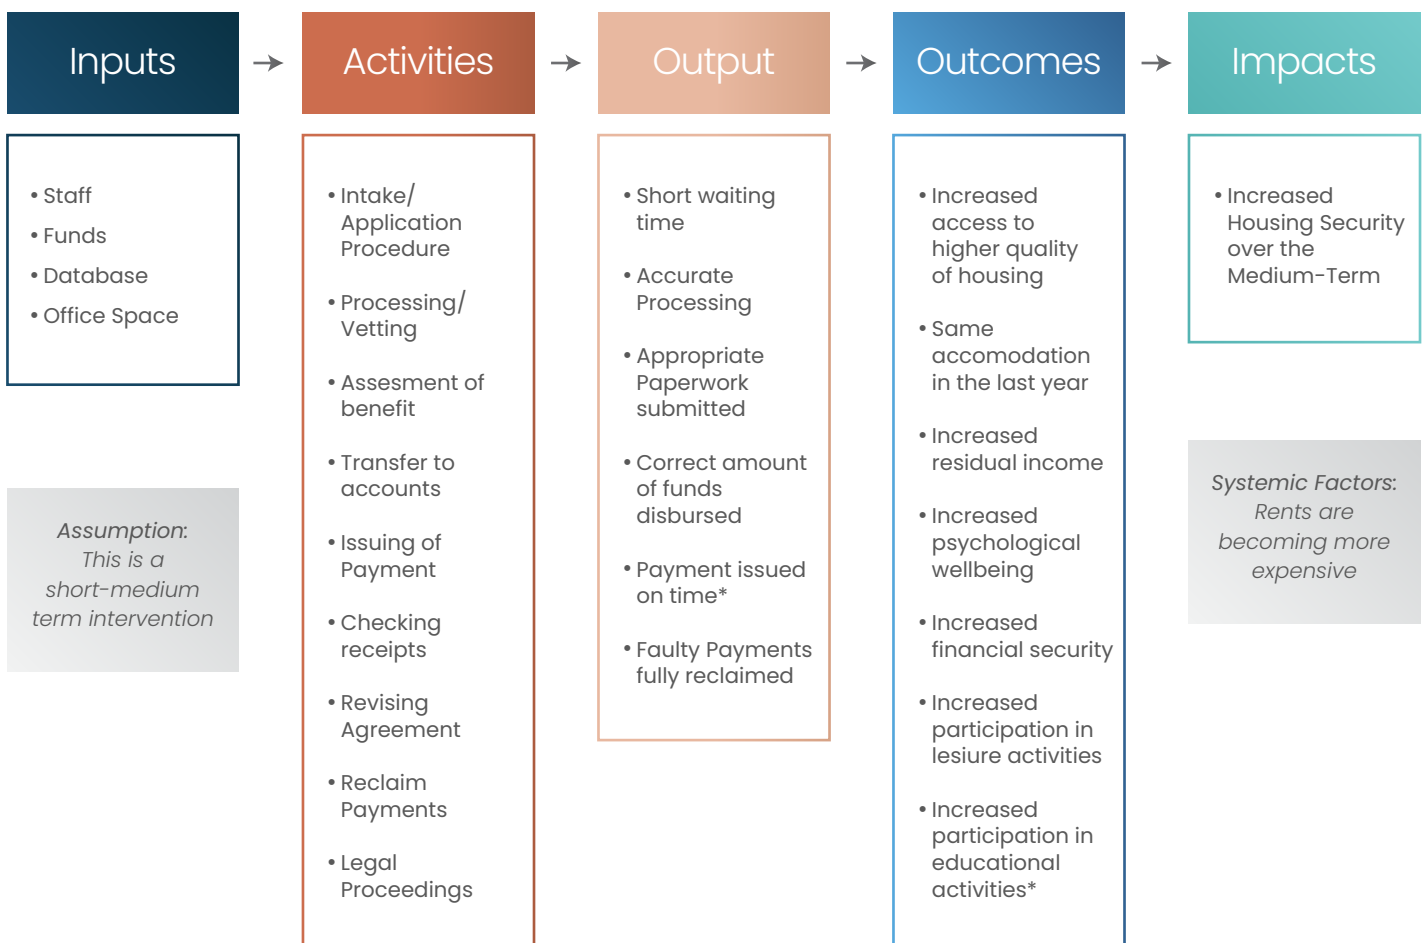 Inputs
Activities
Output
Outcomes
Impacts
• Staff
• Funds
• Database
• Office Space
Assumption:
This is a
short-medium
term intervention
• Intake/
Application
Procedure
• Processing/
Vetting
• Assesment of
benefit
• Transfer to
accounts
• Issuing of
Payment
• Checking
receipts
• Revising
Agreement
• Reclaim
Payments
• Legal
Proceedings
• Short waiting
time
• Accurate
Processing
• Appropriate
Paperwork
submitted
• Correct amount
of funds
disbursed
• Payment issued
on time*
• Faulty Payments
fully reclaimed
• Increased
access to
higher quality
of housing
• Same
accomodation
in the last year
• Increased
residual income
• Increased
psychological
wellbeing
• Increased
financial security
• Increased
participation in
lesiure activities
• Increased
participation in
educational
activities*
• Increased
Housing Security
over the
Medium-Term
Systemic Factors:
Rents are
becoming more
expensive